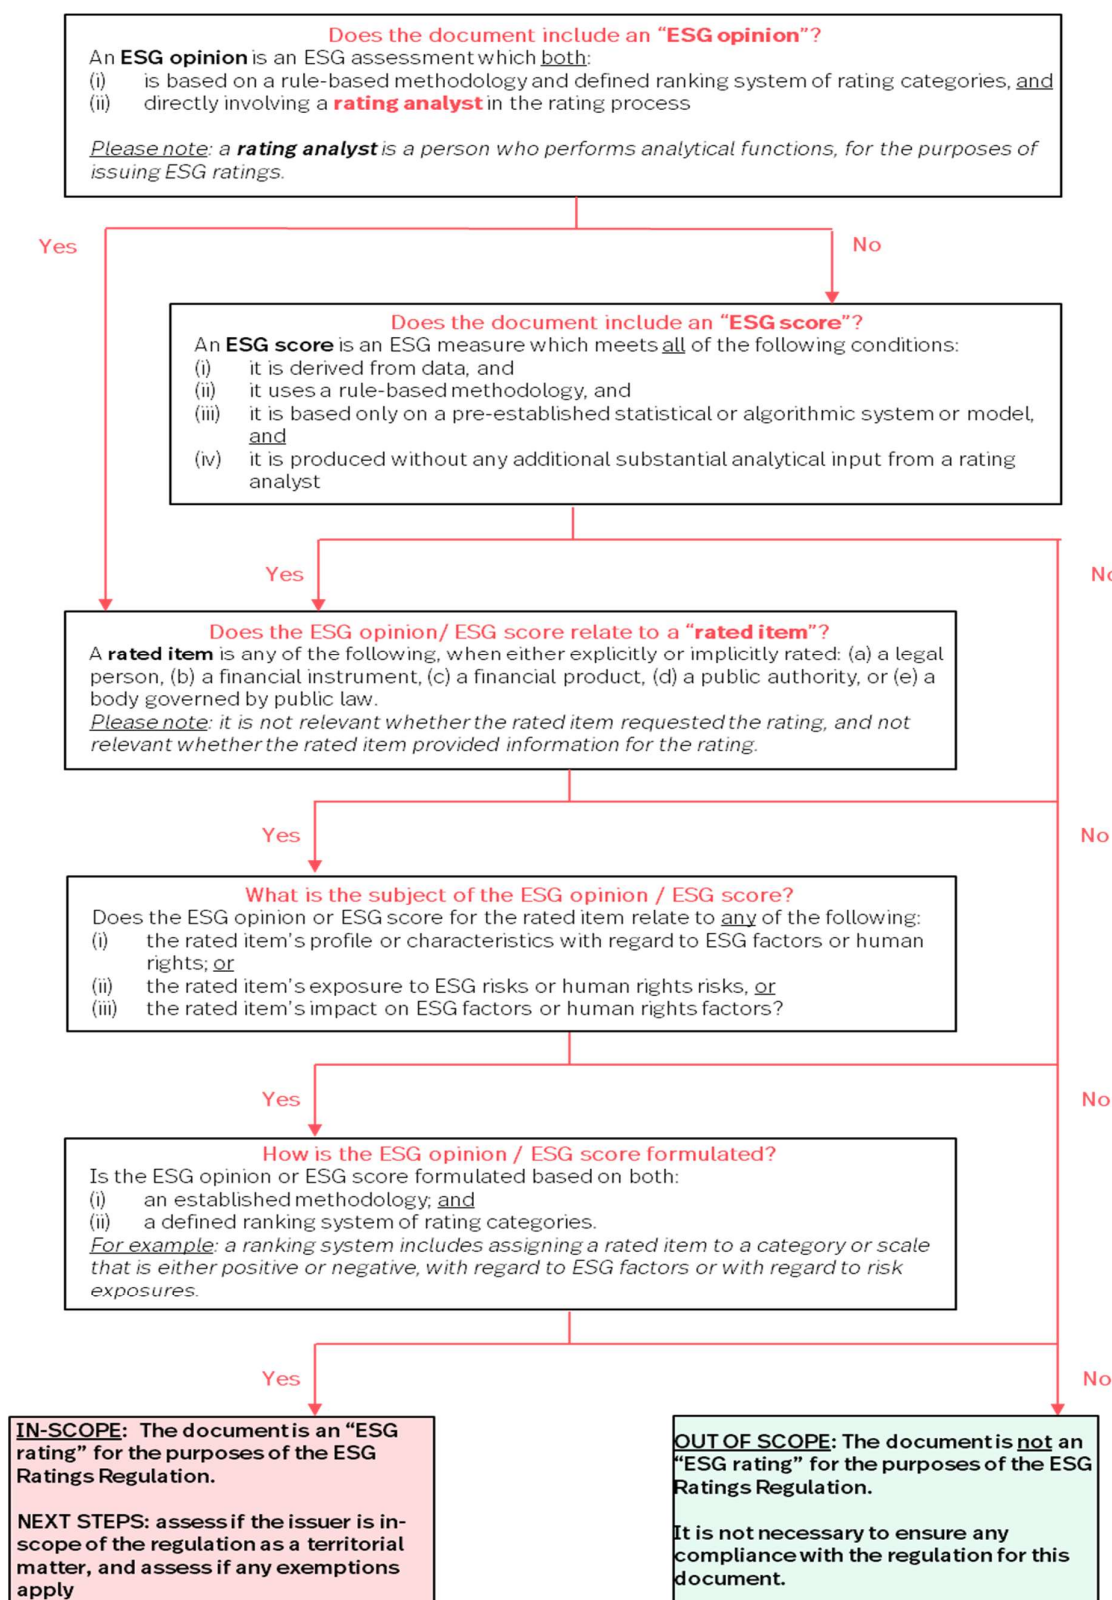 Does the document include an “ESG opinion”?
An ESG opinion is an ESG assessment which both:
(i) is based on a rule-based methodology and defined ranking system of rating categories, and
(ii) directly involving a rating analyst in the rating process
Please note: a rating analyst is a person who performs analytical functions, for the purposes of
issuing ESG ratings.
Yes
No
Does the document include an “ESG score”?
An ESG score is an ESG measure which meets all of the following conditions:
(i) it is derived from data, and
(ii) it uses a rule-based methodology, and
(iii) it is based only on a pre-established statistical or algorithmic system or model,
and
(iv) it is produced without any additional substantial analytical input from a rating
analyst
Yes
No
Does the ESG opinion/ ESG score relate to a “rated item”?
A rated item is any of the following, when either explicitly or implicitly rated: (a) a legal
person, (b) a financial instrument, (c) a financial product, (d) a public authority, or (e) a
body governed by public law.
Please note: it is not relevant whether the rated item requested the rating, and not
relevant whether the rated item provided information for the rating.
Yes
No
What is the subject of the ESG opinion / ESG score?
Does the ESG opinion or ESG score for the rated item relate to any of the following:
(i) the rated item’s profile or characteristics with regard to ESG factors or human
rights; or
(ii) the rated item’s exposure to ESG risks or human rights risks, or
(iii) the rated item’s impact on ESG factors or human rights factors?
Yes
No
How is the ESG opinion / ESG score formulated?
Is the ESG opinion or ESG score formulated based on both:
(i) an established methodology; and
(ii) a defined ranking system of rating categories.
For example: a ranking system includes assigning a rated item to a category or scale
that is either positive or negative, with regard to ESG factors or with regard to risk
exposures.
Yes
No
IN-SCOPE: The document is an “ESG
rating” for the purposes of the ESG
Ratings Regulation.
NEXT STEPS: assess if the issuer is in-
scope of the regulation as a territorial
matter, and assess if any exemptions
apply
OUT OF SCOPE: The document is not an
“ESG rating” for the purposes of the ESG
Ratings Regulation.
It is not necessary to ensure any
compliance with the regulation for this
document.